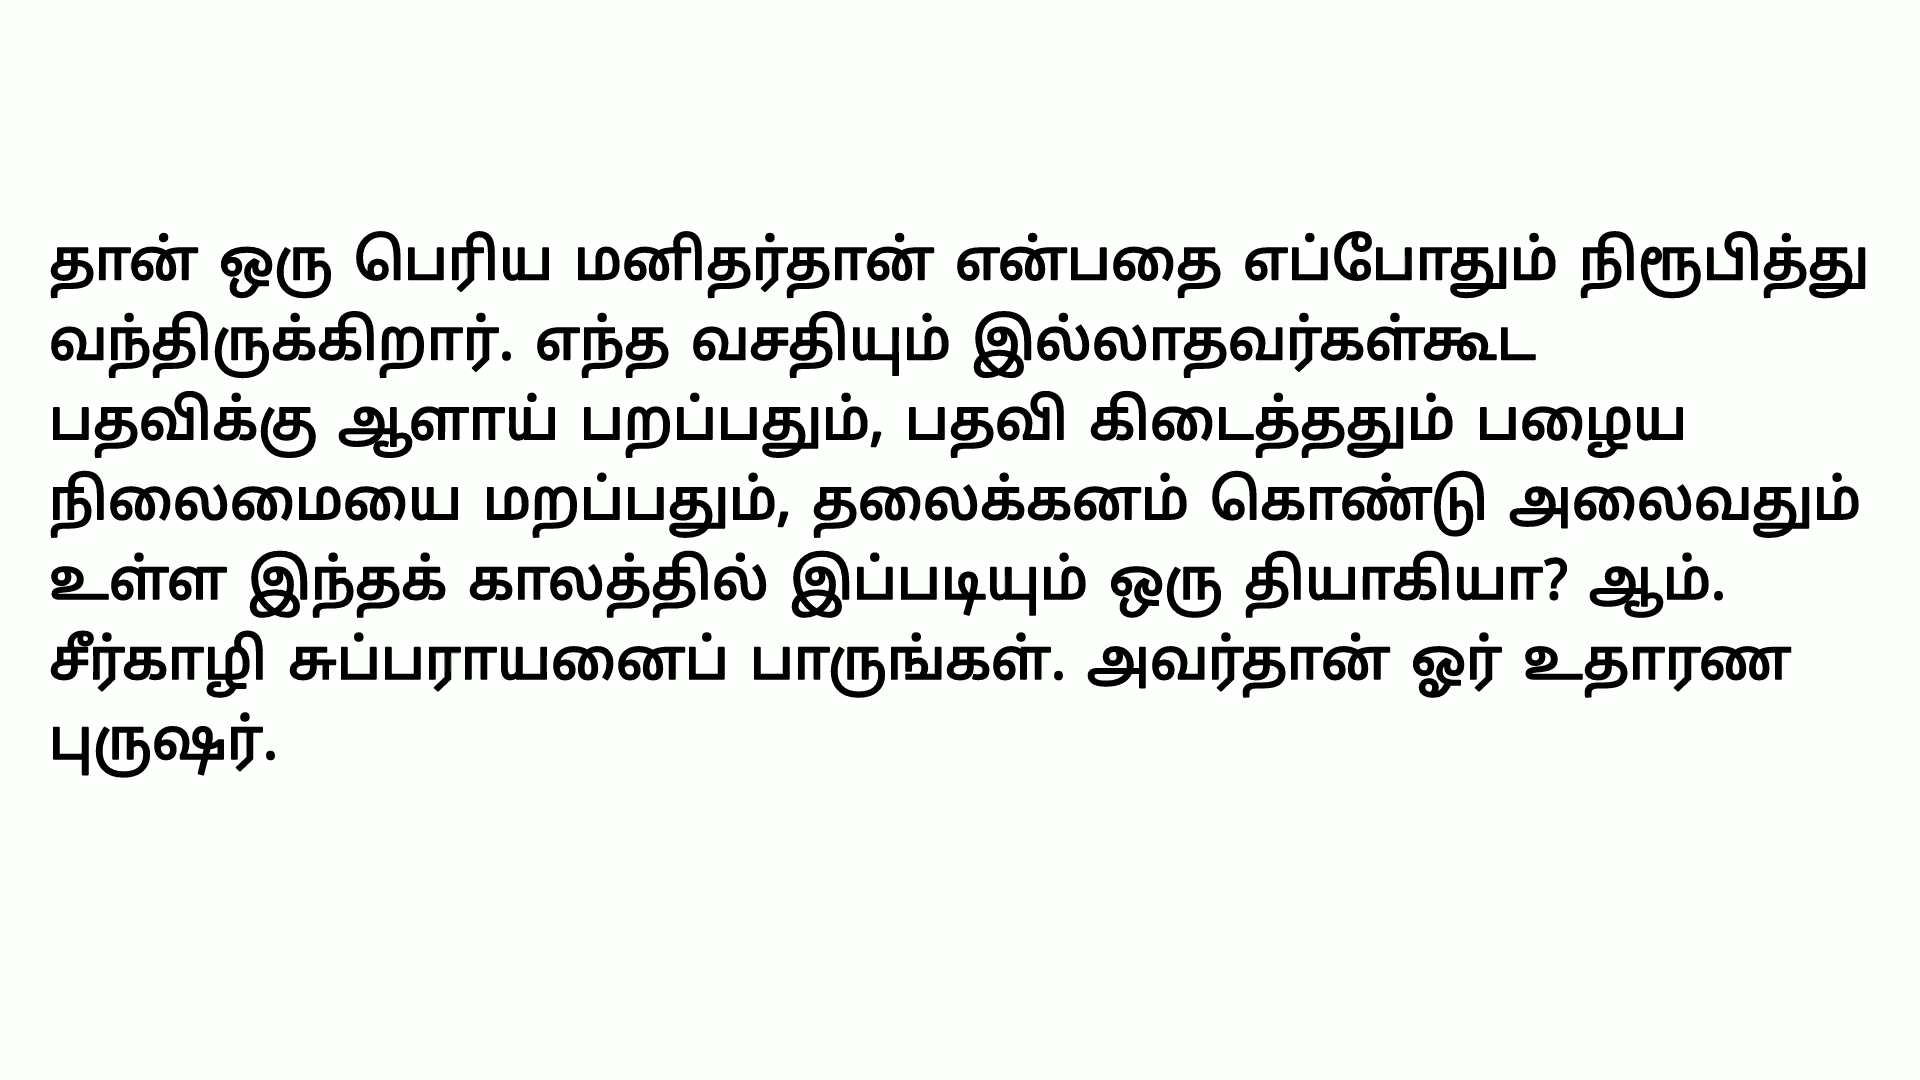 தான் ஒரு பெரிய மனிதர்தான் என்பதை எப்போதும் நிரூபித்து
வந்திருக்கிறார். எந்த வசதியும் இல்லாதவர்கள்கூட
பதவிக்கு ஆளாய் பறப்பதும், பதவி கிடைத்ததும் பழைய
நிலைமையை மறப்பதும், தலைக்கனம் கொண்டு அலைவதும்
உள்ள இந்தக் காலத்தில் இப்படியும் ஒரு தியாகியா? ஆம்.
சீர்காழி சுப்பராயனைப் பாருங்கள். அவர்தான் ஓர் உதாரண
புருஷர்.